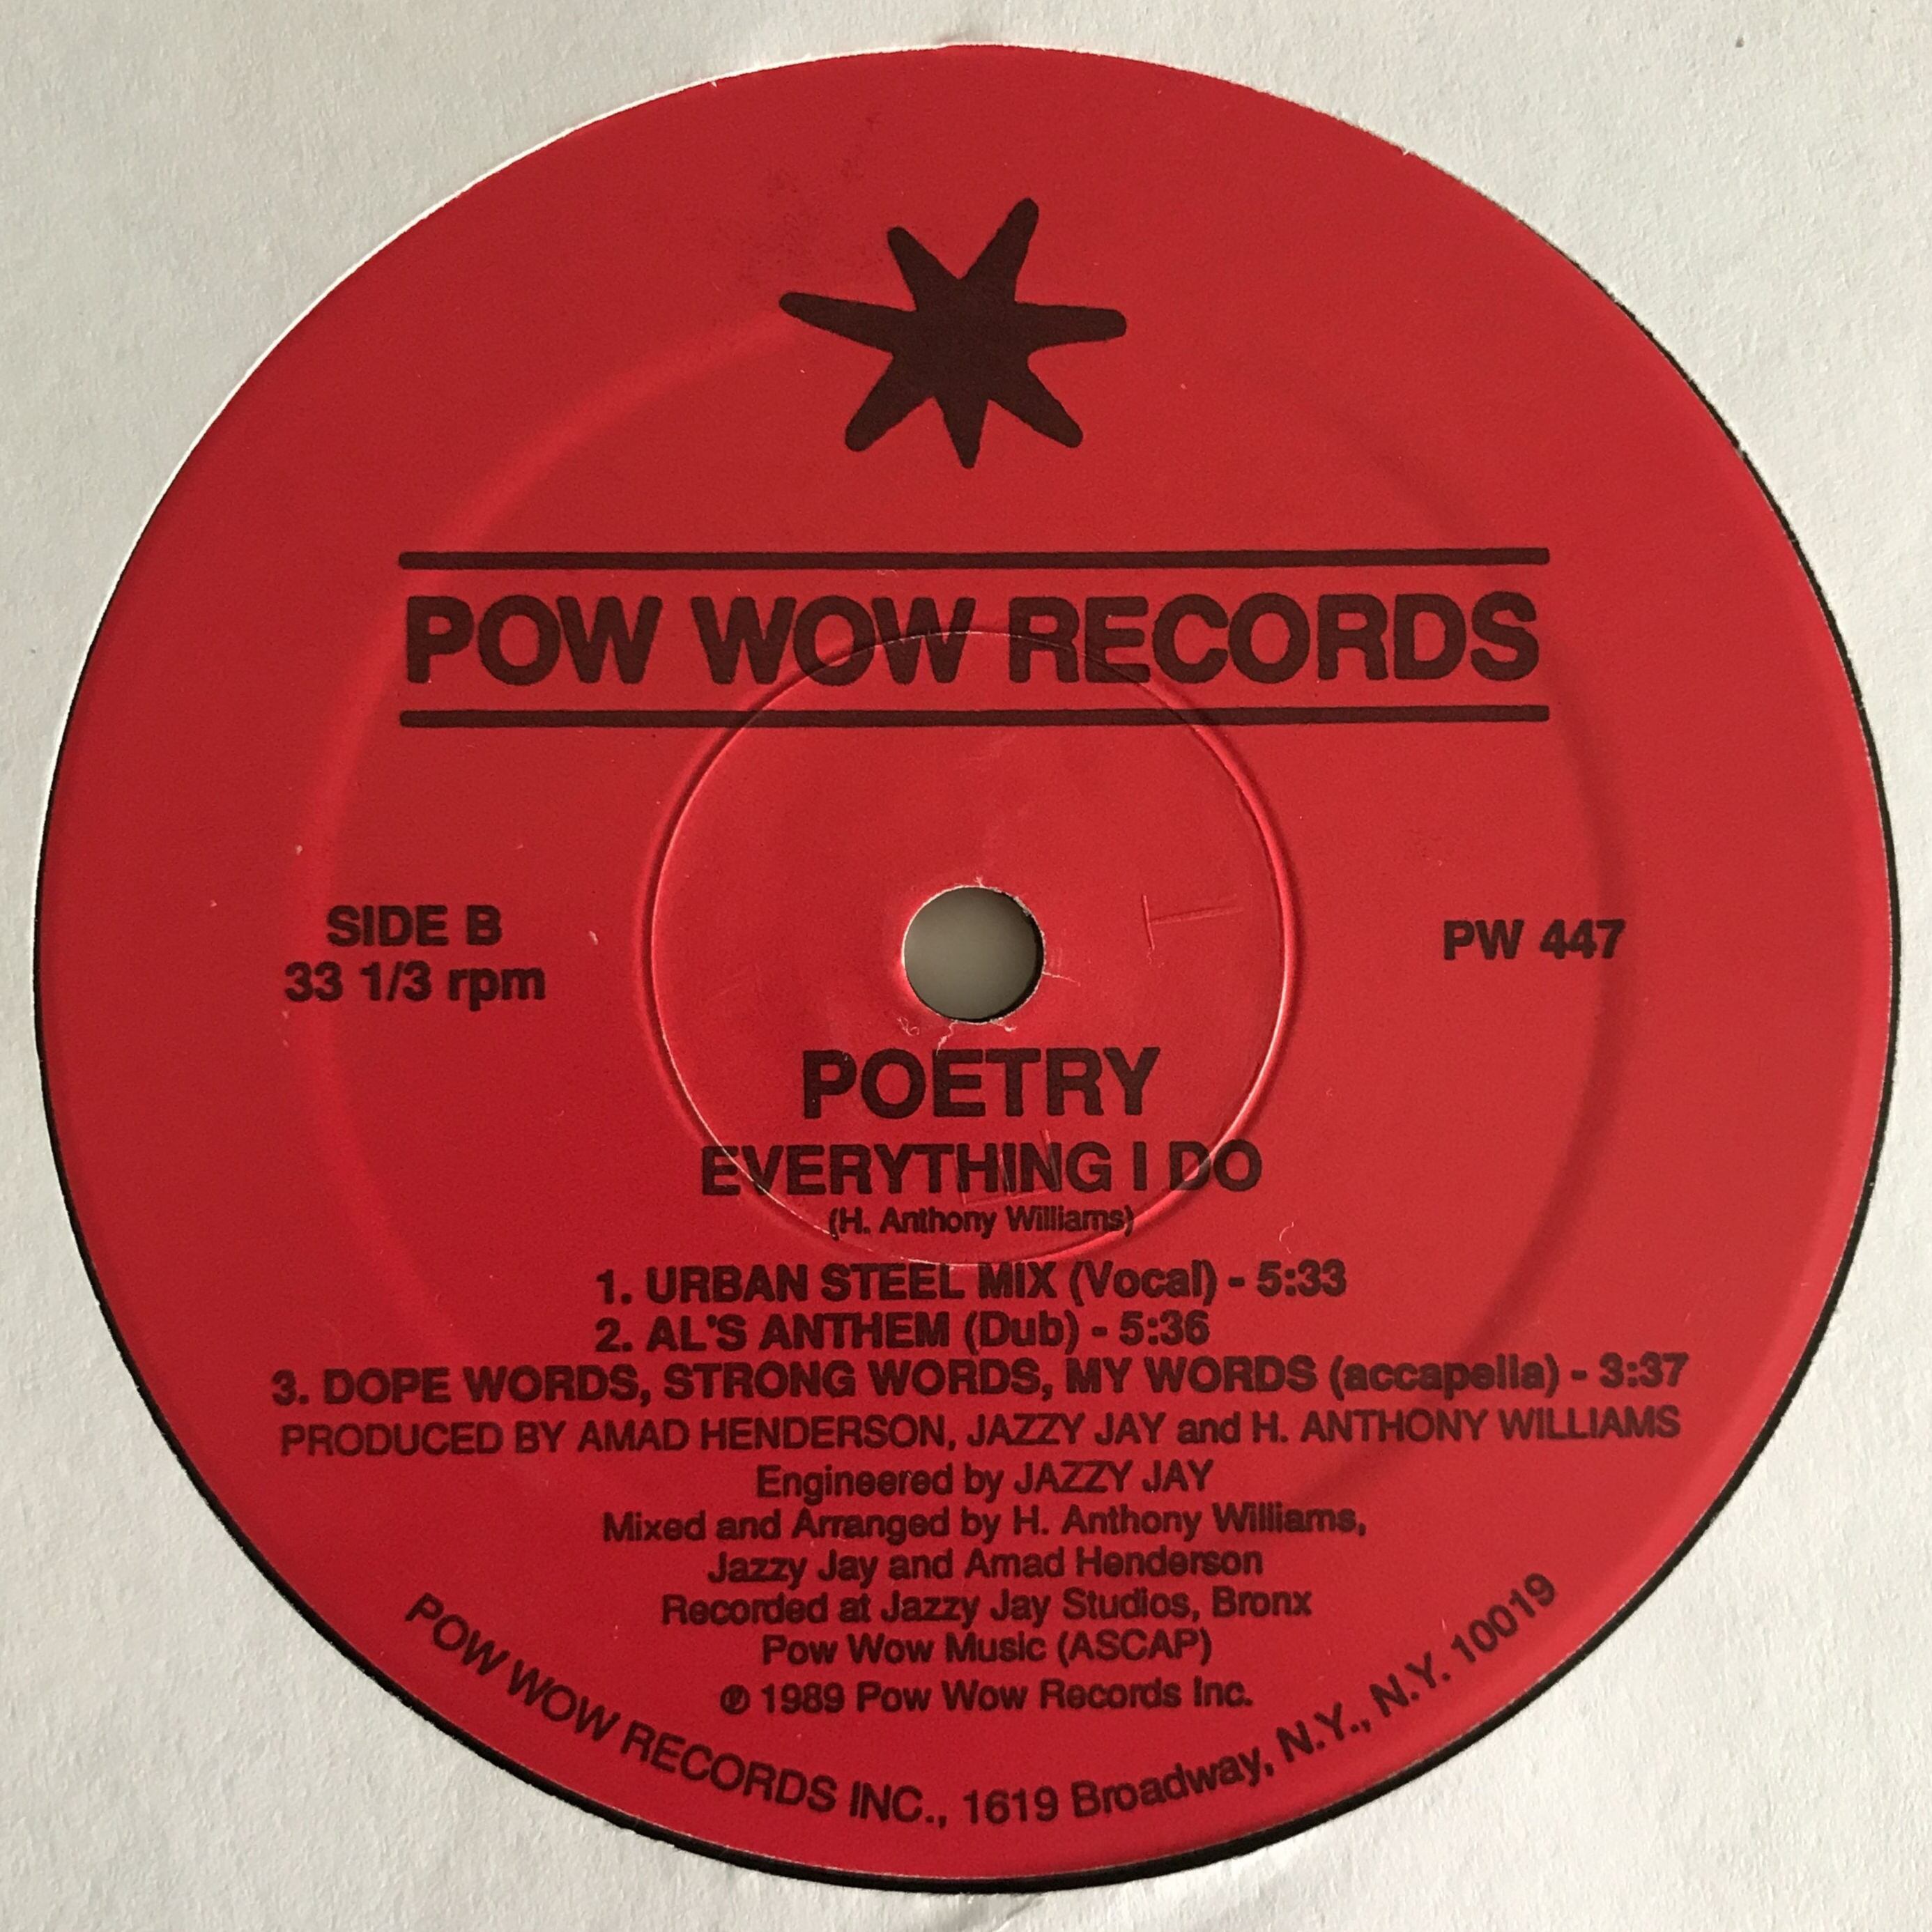 POW WOW RECORDS
SIDE B
33 1/3 rpm
PW 447
POETRY
EVERYTHING I DO
(H. Anthony Williams)
1. URBAN STEEL MIX (Vocal) - 5:33
2. AL'S ANTHEM (Dub) - 5:36
3. DOPE WORDS, STRONG WORDS, MY WORDS (accapella) - 3:37
PRODUCED BY AMAD HENDERSON, JAZZY JAY and H. ANTHONY WILLIAMS
Engineered by JAZZY JAY
Mixed and Arranged by H. Anthony Williams,
Jazzy Jay and Amad Henderson
Recorded at Jazzy Jay Studios, Bronx
Pow Wow Music (ASCAP)
℗ 1989 Pow Wow Records Inc.
POW WOW RECORDS INC., 1619 Broadway, N.Y., N.Y. 10019